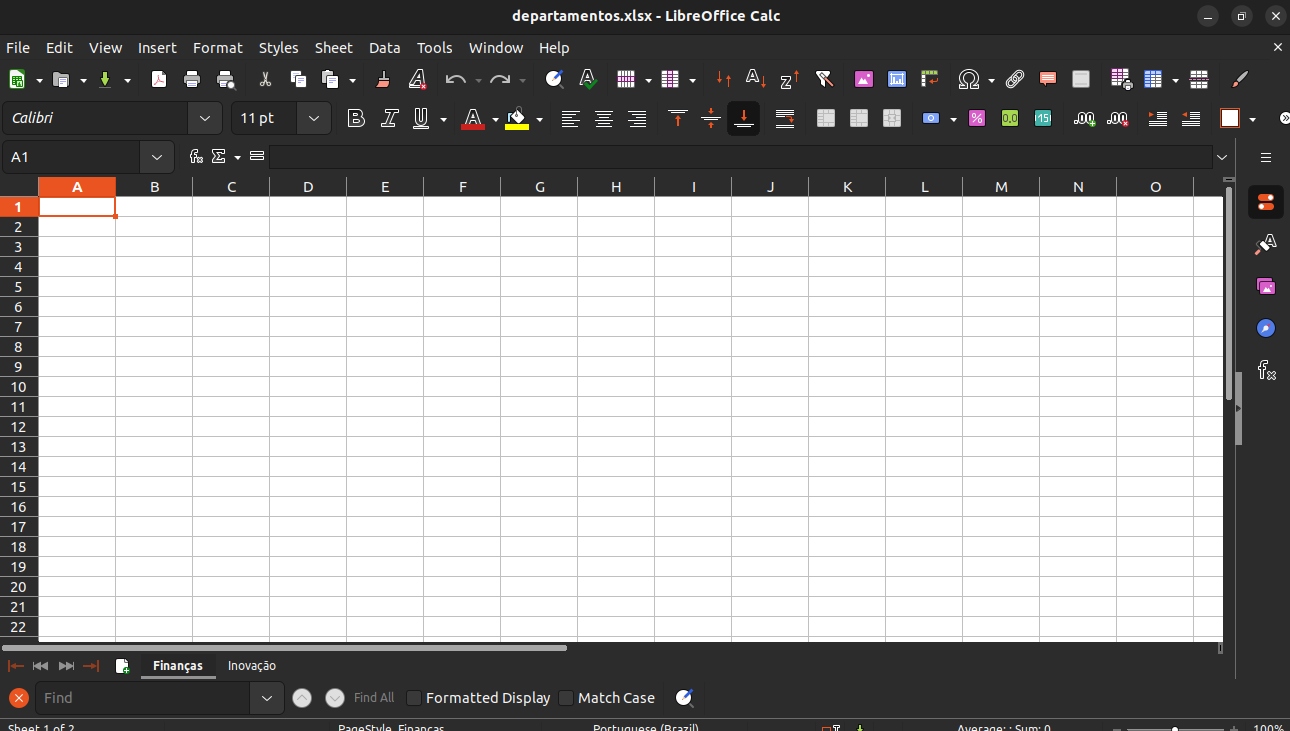 departamentos.xlsx - LibreOffice Calc
File Edit View Insert Format Styles Sheet Data Tools Window Help
Calibri 11 pt
A1
A B C D E F G H I J K L M N O
1
2
3
4
5
6
7
8
9
10
11
12
13
14
15
16
17
18
19
20
21
22
Finanças Inovação
Find Find All Formatted Display Match Case
Sheet 1 of 2 PageStyle_Finanças Portuguese (Brazil) Average: ; Sum: 0 100%